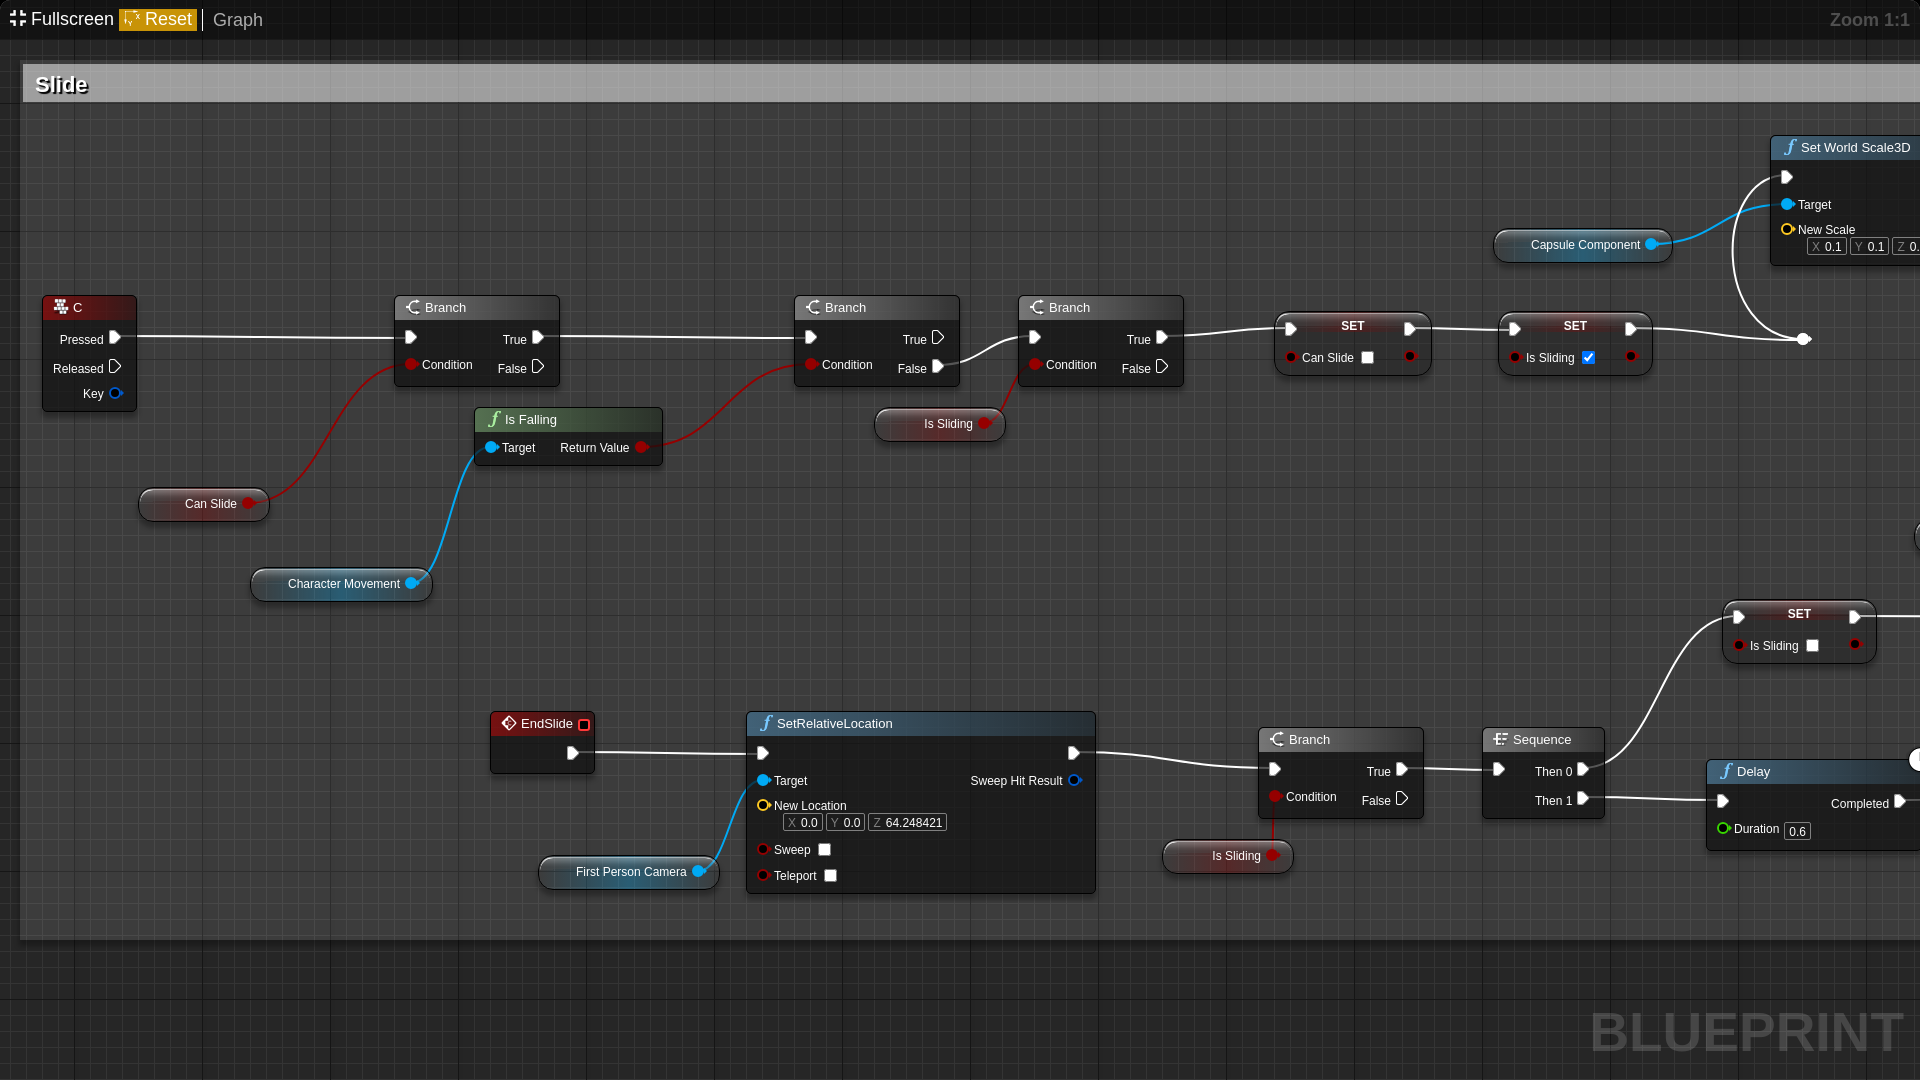 Fullscreen Reset Graph Zoom 1:1
Slide
Set World Scale3D
Target
New Scale
X 0.1 Y 0.1 Z 0.
Capsule Component
C
Pressed
Released
Key
Branch
True
Condition
False
Branch
True
Condition
False
Branch
True
Condition
False
SET
Can Slide
SET
Is Sliding
Is Falling
Target Return Value
Is Sliding
Can Slide
Character Movement
SET
Is Sliding
EndSlide
SetRelativeLocation
Target Sweep Hit Result
New Location
X 0.0 Y 0.0 Z 64.248421
Sweep
Teleport
First Person Camera
Branch
True
Condition
False
Is Sliding
Sequence
Then 0
Then 1
Delay
Completed
Duration 0.6
BLUEPRINT